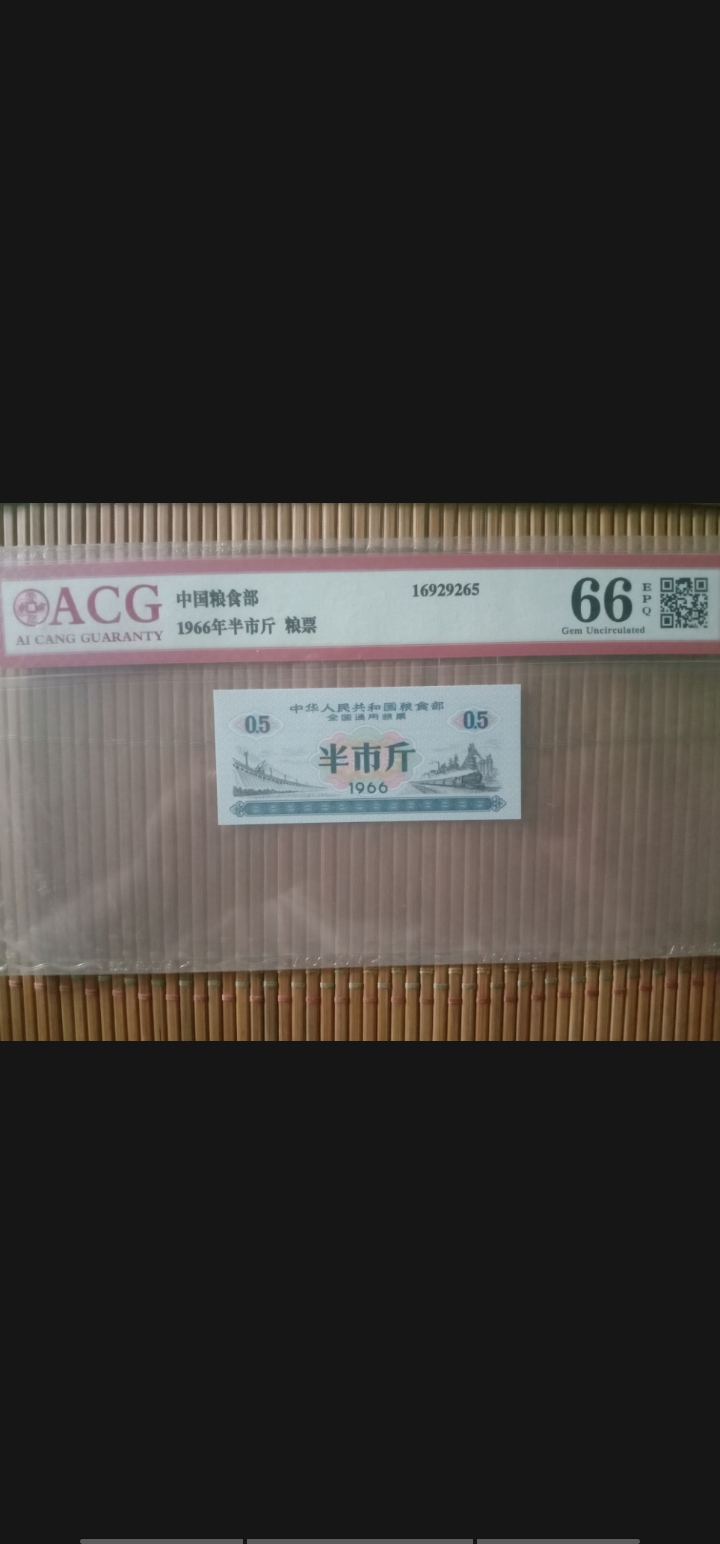 ACG
AI CANG GUARANTY
中国粮食部
1966年半市斤 粮票
16929265
66
EPQ
Gem Uncirculated
中华人民共和国粮食部
全国通用粮票
0.5
0.5
半市斤
1966